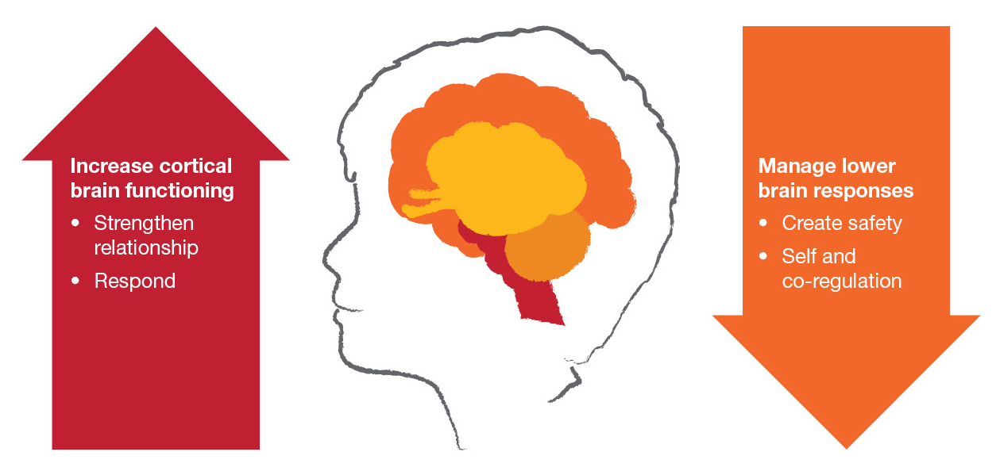 Increase cortical
brain functioning
• Strengthen
relationship
• Respond
Manage lower
brain responses
• Create safety
• Self and
co-regulation